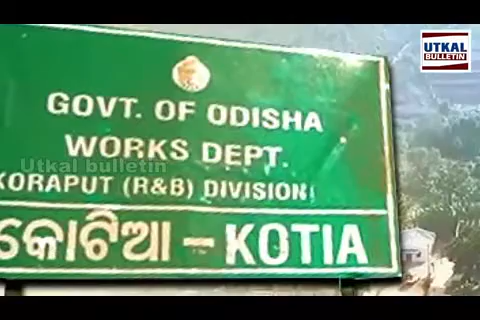 UTKAL
BULLETIN
GOVT. OF ODISHA
WORKS DEPT.
Utkal bulletin
KORAPUT (R&B) DIVISION
କୋଟିଆ - KOTIA